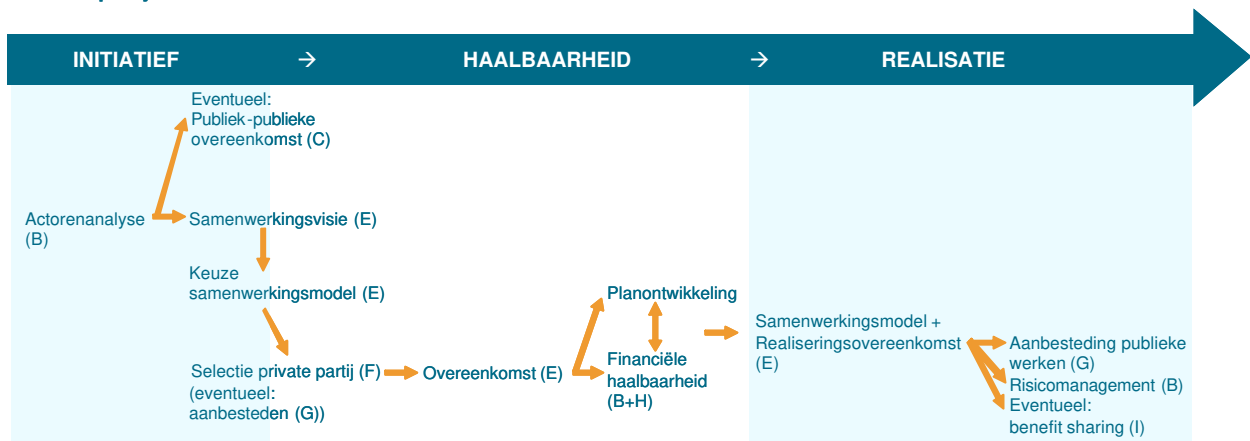 INITIATIEF → HAALBAARHEID → REALISATIE
Eventueel:
Publiek-publieke
overeenkomst (C)
Actorenanalyse
(B)
Samenwerkingsvisie (E)
Keuze
samenwerkingsmodel (E)
Selectie private partij (F)
(eventueel:
aanbesteden (G))
Overeenkomst (E)
Planontwikkeling
Financiële
haalbaarheid
(B+H)
Samenwerkingsmodel +
Realiseringsovereenkomst
(E)
Aanbesteding publieke
werken (G)
Risicomanagement (B)
Eventueel:
benefit sharing (I)